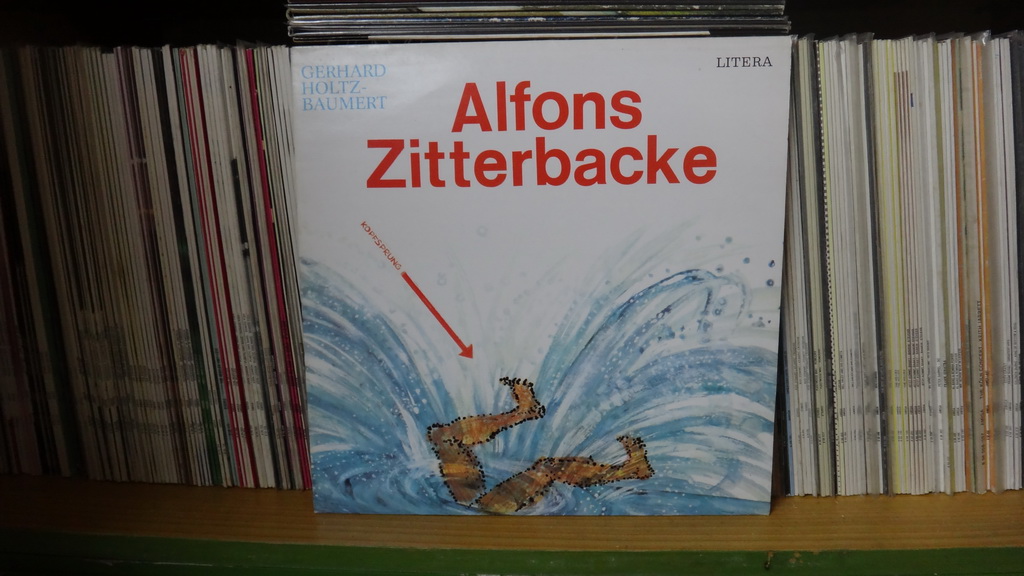 GERHARD
HOLTZ-
BAUMERT
LITERA
Alfons
Zitterbacke
KOPFSPRUNG